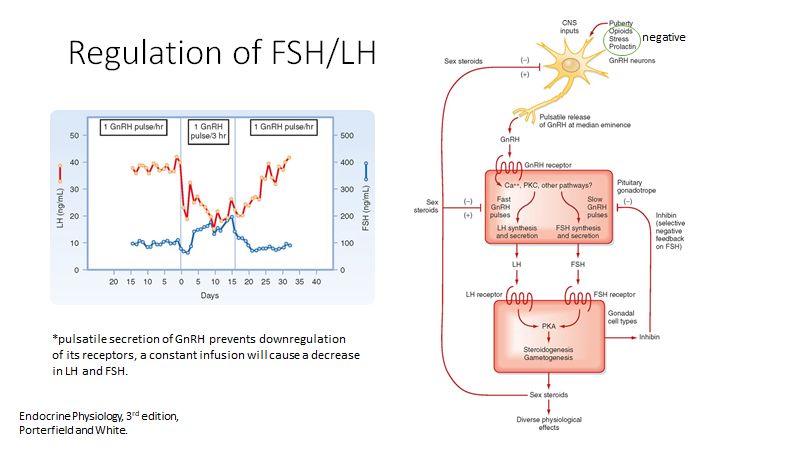 Regulation of FSH/LH
1 GnRH pulse/hr
1 GnRH
pulse/3 hr
1 GnRH pulse/hr
LH (ng/mL)
50
40
30
20
10
0
500
400
300
200
100
0
FSH (ng/mL)
20 15 10 5 0 5 10 15 20 25 30 35 40
Days
*pulsatile secretion of GnRH prevents downregulation
of its receptors, a constant infusion will cause a decrease
in LH and FSH.
Endocrine Physiology, 3rd edition,
Porterfield and White.
CNS
inputs
Puberty
Opioids
Stress
Prolactin
negative
GnRH neurons
Sex steroids
(–)
(+)
Pulsatile release
of GnRH at median eminence
GnRH
GnRH receptor
Ca++, PKC, other pathways?
Pituitary
gonadotrope
Fast
GnRH
pulses
Slow
GnRH
pulses
LH synthesis
and secretion
FSH synthesis
and secretion
Sex
steroids
(–)
(+)
(–)
Inhibin
(selective
negative
feedback
on FSH)
LH
FSH
LH receptor
FSH receptor
Gonadal
cell types
PKA
Steroidogenesis
Gametogenesis
Inhibin
Sex steroids
Diverse physiological
effects